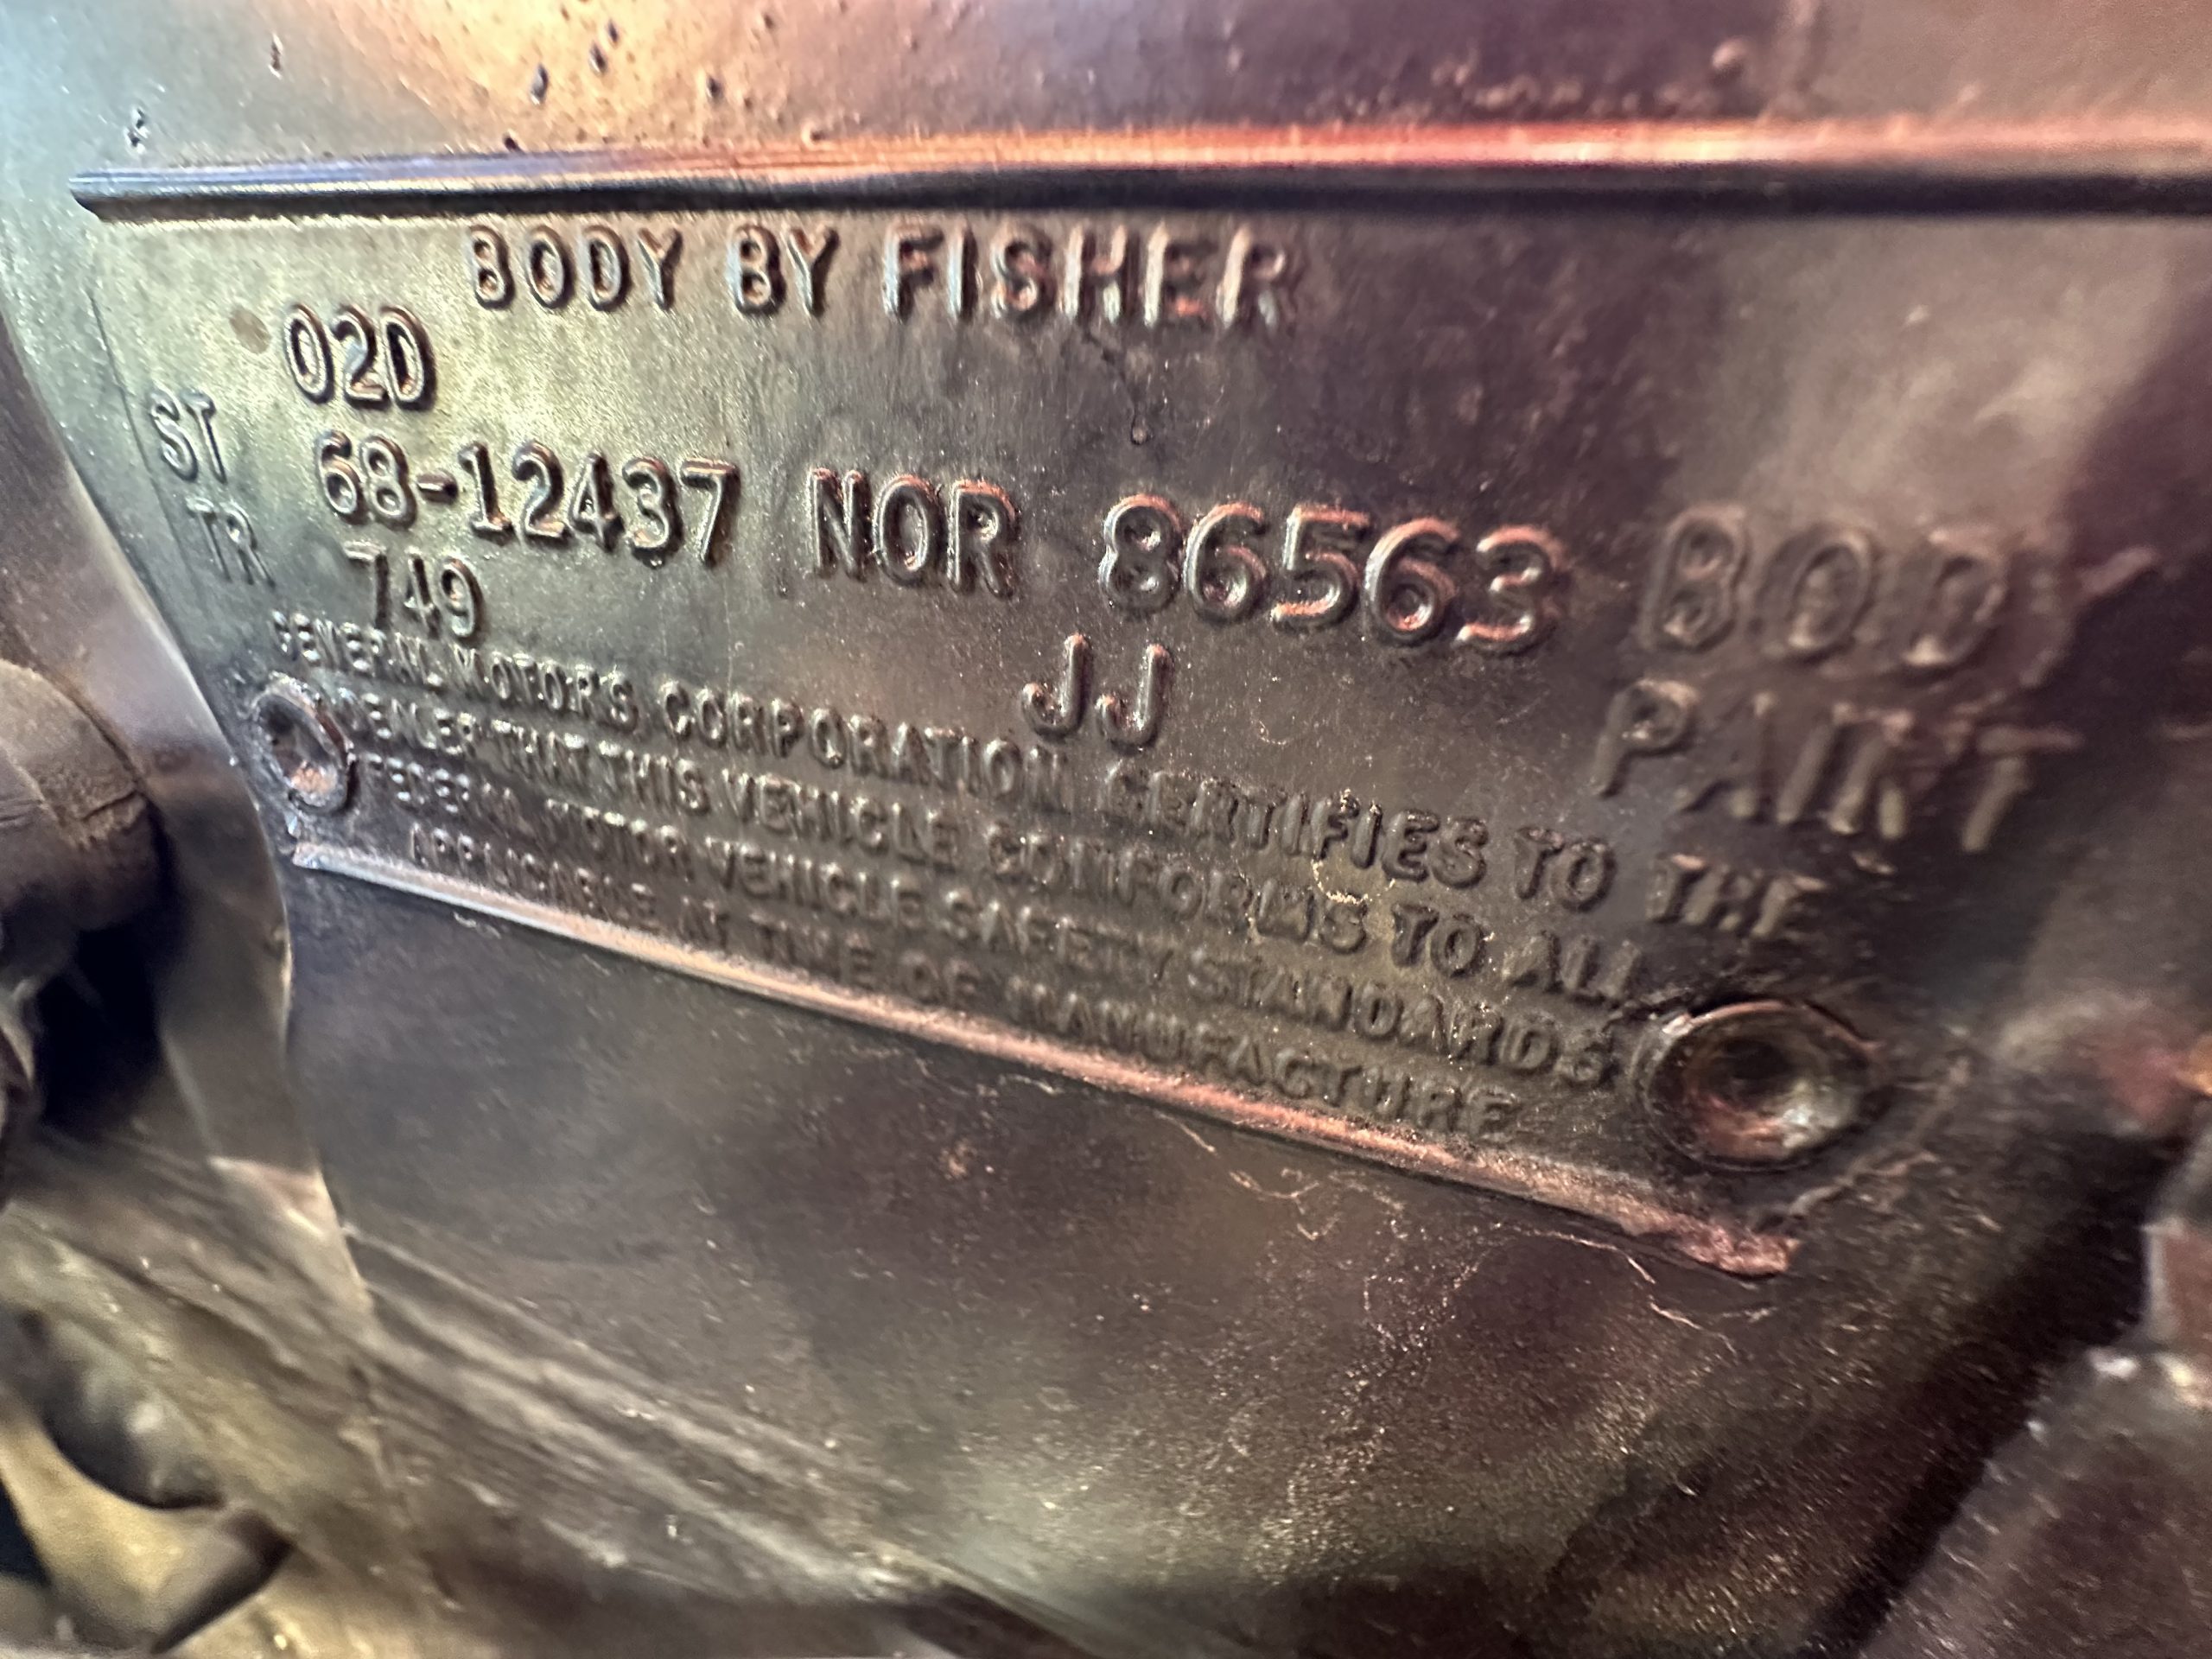 BODY BY FISHER
02D
ST 68-12437 NOR 86563 BODY
TR 749 JJ PAINT
GENERAL MOTORS CORPORATION CERTIFIES TO THE
DEALER THAT THIS VEHICLE CONFORMS TO ALL
FEDERAL MOTOR VEHICLE SAFETY STANDARDS
APPLICABLE AT TIME OF MANUFACTURE